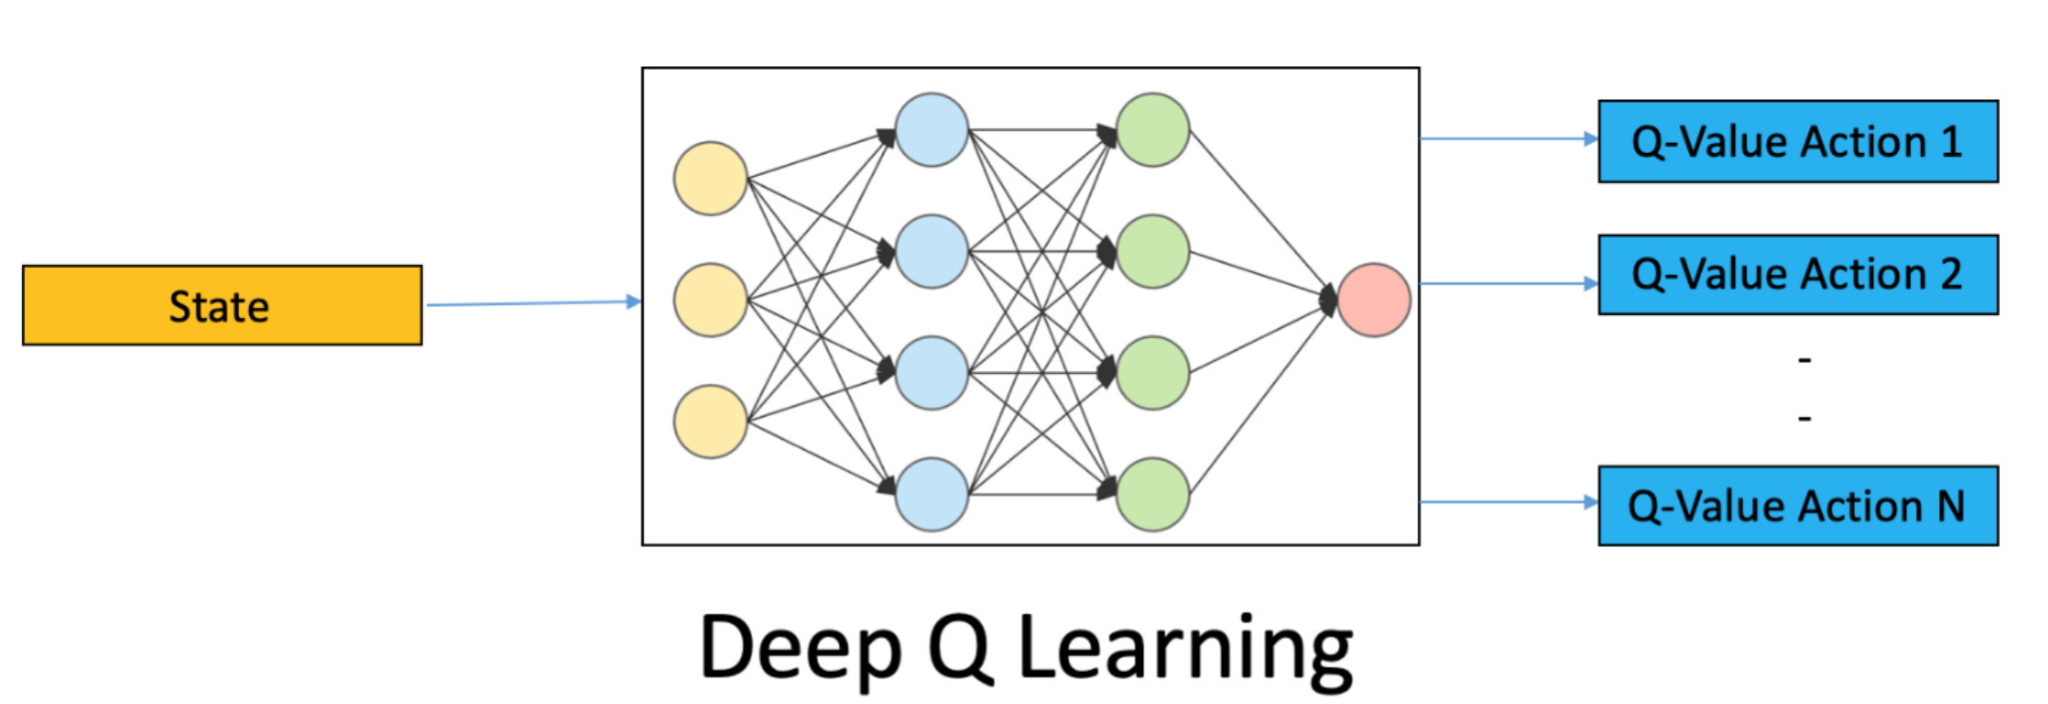 State
Q-Value Action 1
Q-Value Action 2
-
-
Q-Value Action N
Deep Q Learning